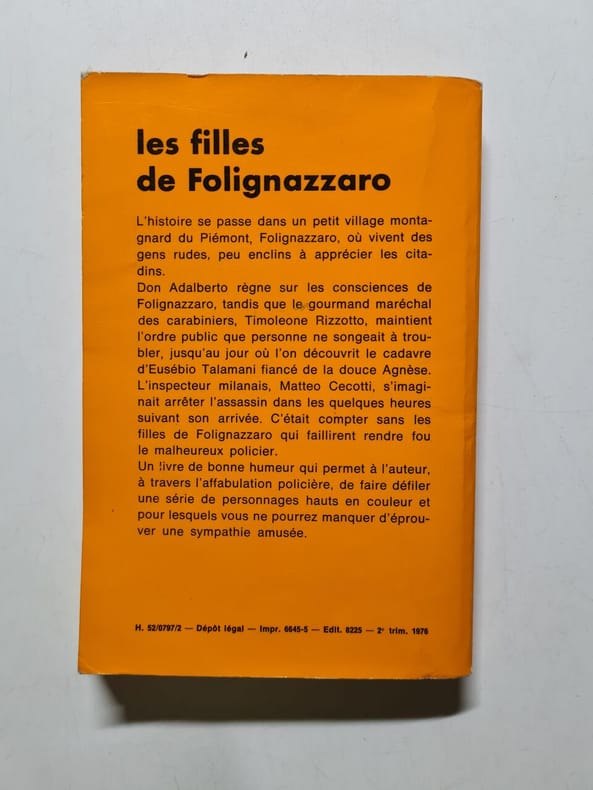 les filles
de Folignazzaro
L'histoire se passe dans un petit village monta-
gnard du Piémont, Folignazzaro, où vivent des
gens rudes, peu enclins à apprécier les cita-
dins.
Don Adalberto règne sur les consciences de
Folignazzaro, tandis que le gourmand maréchal
des carabiniers, Timoleone Rizzotto, maintient
l'ordre public que personne ne songeait à trou-
bler, jusqu'au jour où l'on découvrit le cadavre
d'Eusébio Talamani fiancé de la douce Agnèse.
L'inspecteur milanais, Matteo Cecotti, s'imagi-
nait arrêter l'assassin dans les quelques heures
suivant son arrivée. C'était compter sans les
filles de Folignazzaro qui faillirent rendre fou
le malheureux policier.
Un livre de bonne humeur qui permet à l'auteur,
à travers l'affabulation policière, de faire défiler
une série de personnages hauts en couleur et
pour lesquels vous ne pourrez manquer d'éprou-
ver une sympathie amusée.
H. 52/0797/2 — Dépôt légal — Impr. 6645-5 — Edit. 8225 — 2e trim. 1976